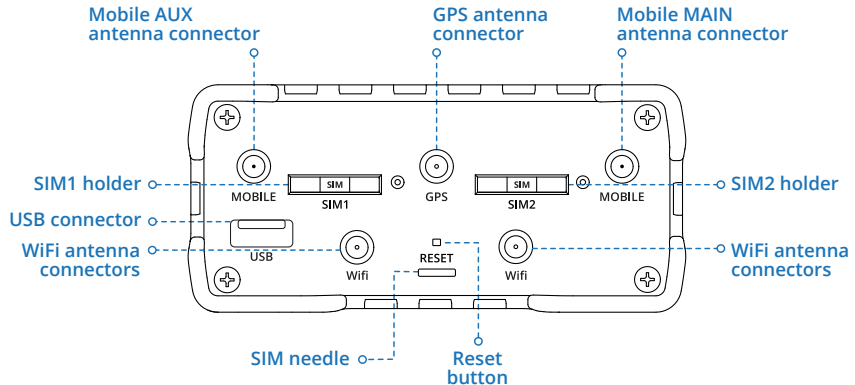 Mobile AUX
antenna connector
GPS antenna
connector
Mobile MAIN
antenna connector
SIM1 holder
USB connector
WiFi antenna
connectors
MOBILE
SIM
SIM1
GPS
SIM
SIM2
MOBILE
USB
Wifi
RESET
Wifi
SIM2 holder
WiFi antenna
connectors
SIM needle
Reset
button